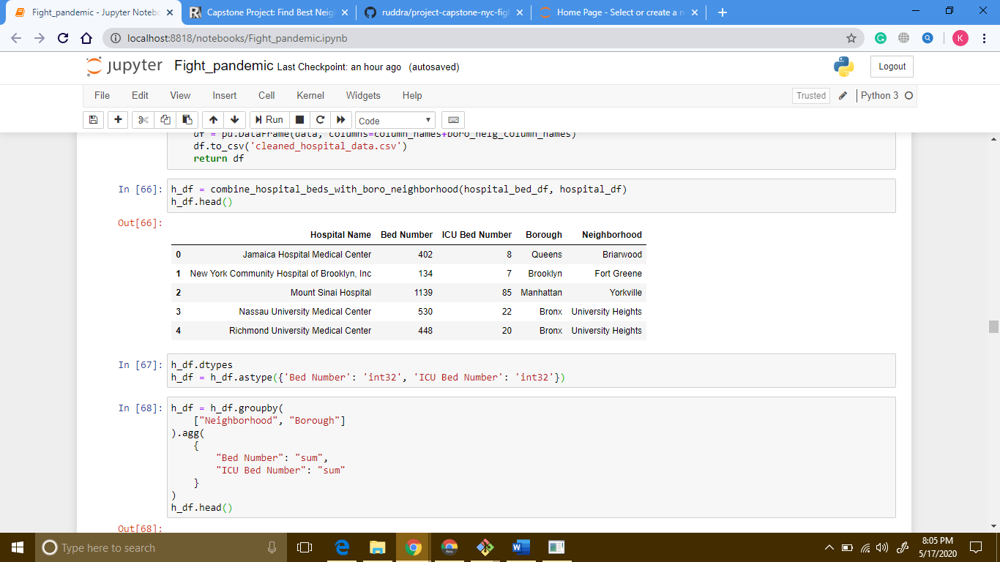 Fight_pandemic - Jupyter Notebo
Capstone Project: Find Best Neig
ruddra/project-capstone-nyc-fig
Home Page - Select or create a n
localhost:8818/notebooks/Fight_pandemic.ipynb
K
jupyter Fight_pandemic Last Checkpoint: an hour ago (autosaved)
Logout
File Edit View Insert Cell Kernel Widgets Help
Trusted Python 3 O
Run Code
df = pd.DataFrame(data, columns=column_names+boro_neig_column_names)
df.to_csv('cleaned_hospital_data.csv')
return df
In [66]: h_df = combine_hospital_beds_with_boro_neighborhood(hospital_bed_df, hospital_df)
h_df.head()
Out[66]:
Hospital Name Bed Number ICU Bed Number Borough Neighborhood
0 Jamaica Hospital Medical Center 402 8 Queens Briarwood
1 New York Community Hospital of Brooklyn, Inc 134 7 Brooklyn Fort Greene
2 Mount Sinai Hospital 1139 85 Manhattan Yorkville
3 Nassau University Medical Center 530 22 Bronx University Heights
4 Richmond University Medical Center 448 20 Bronx University Heights
In [67]: h_df.dtypes
h_df = h_df.astype({'Bed Number': 'int32', 'ICU Bed Number': 'int32'})
In [68]: h_df = h_df.groupby(
["Neighborhood", "Borough"]
).agg(
{
"Bed Number": "sum",
"ICU Bed Number": "sum"
}
)
h_df.head()
Out[68]:
Type here to search
8:05 PM
5/17/2020